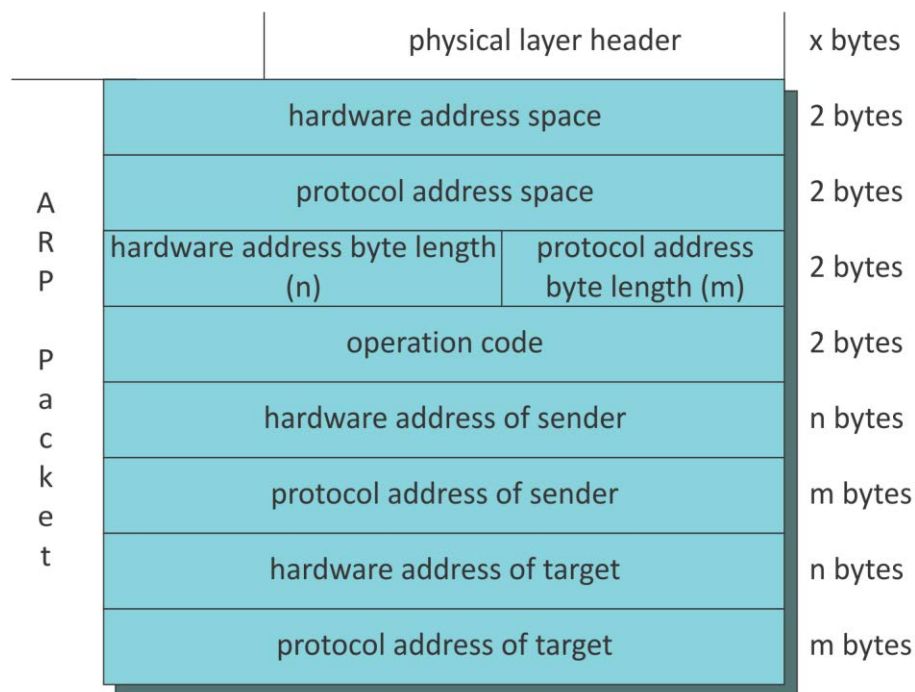 physical layer header x bytes
hardware address space 2 bytes
protocol address space 2 bytes
hardware address byte length
(n)
protocol address
byte length (m)
2 bytes
operation code 2 bytes
hardware address of sender n bytes
protocol address of sender m bytes
hardware address of target n bytes
protocol address of target m bytes
A
R
P
P
a
c
k
e
t